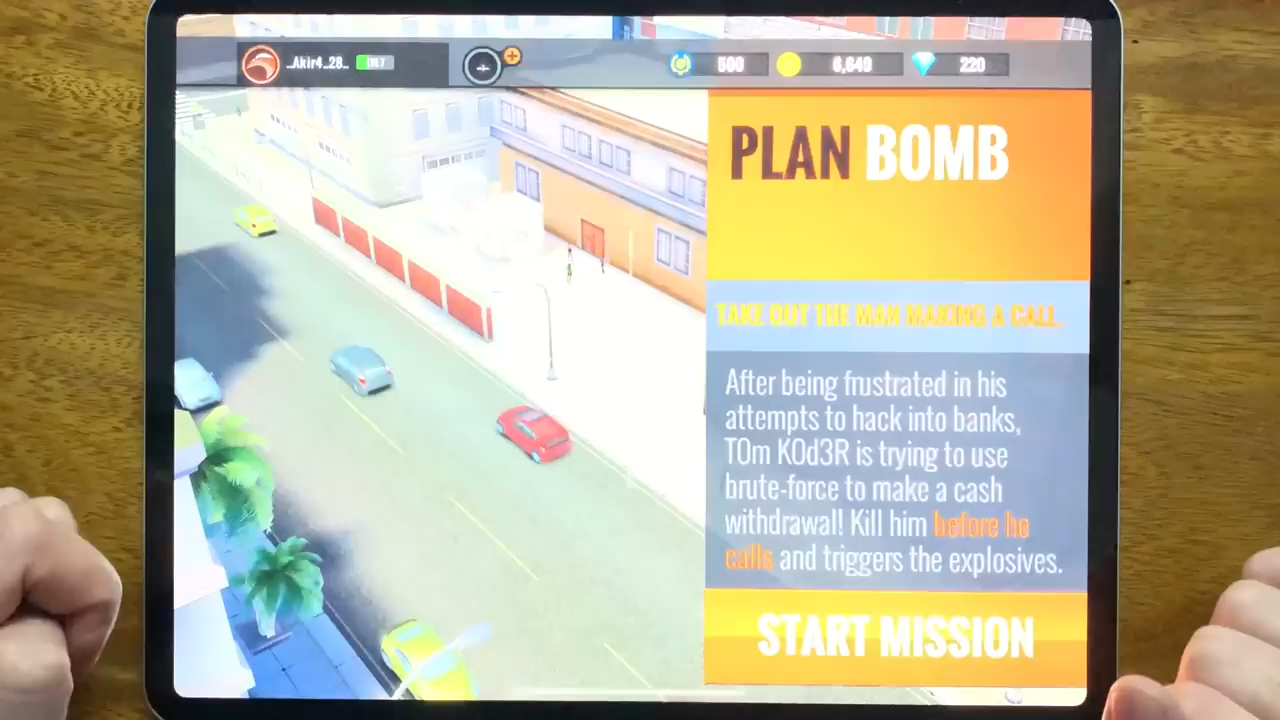 ..Akir4_28..
500
6,649
220
PLAN BOMB
TAKE OUT THE MAN MAKING A CALL.
After being frustrated in his
attempts to hack into banks,
T0m K0d3R is trying to use
brute-force to make a cash
withdrawal! Kill him before he
calls and triggers the explosives.
START MISSION